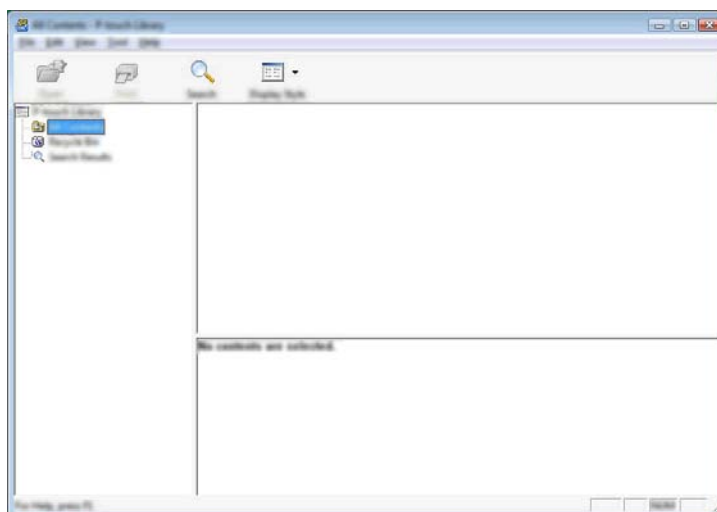 All Contents - P-touch Library
File Edit View Tool Help
Open Print Search Display Style
P-touch Library
All Contents
Recycle Bin
Search Results
No contents are selected.
For Help, press F1
NUM